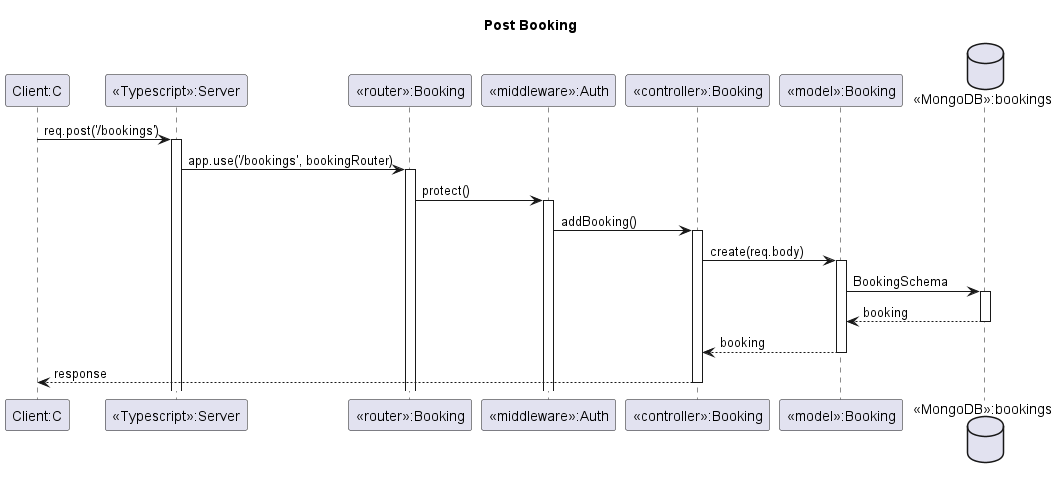 Post Booking
Client:C
«Typescript»:Server
«router»:Booking
«middleware»:Auth
«controller»:Booking
«model»:Booking
«MongoDB»:bookings
req.post('/bookings')
app.use('/bookings', bookingRouter)
protect()
addBooking()
create(req.body)
BookingSchema
booking
booking
response
Client:C
«Typescript»:Server
«router»:Booking
«middleware»:Auth
«controller»:Booking
«model»:Booking
«MongoDB»:bookings